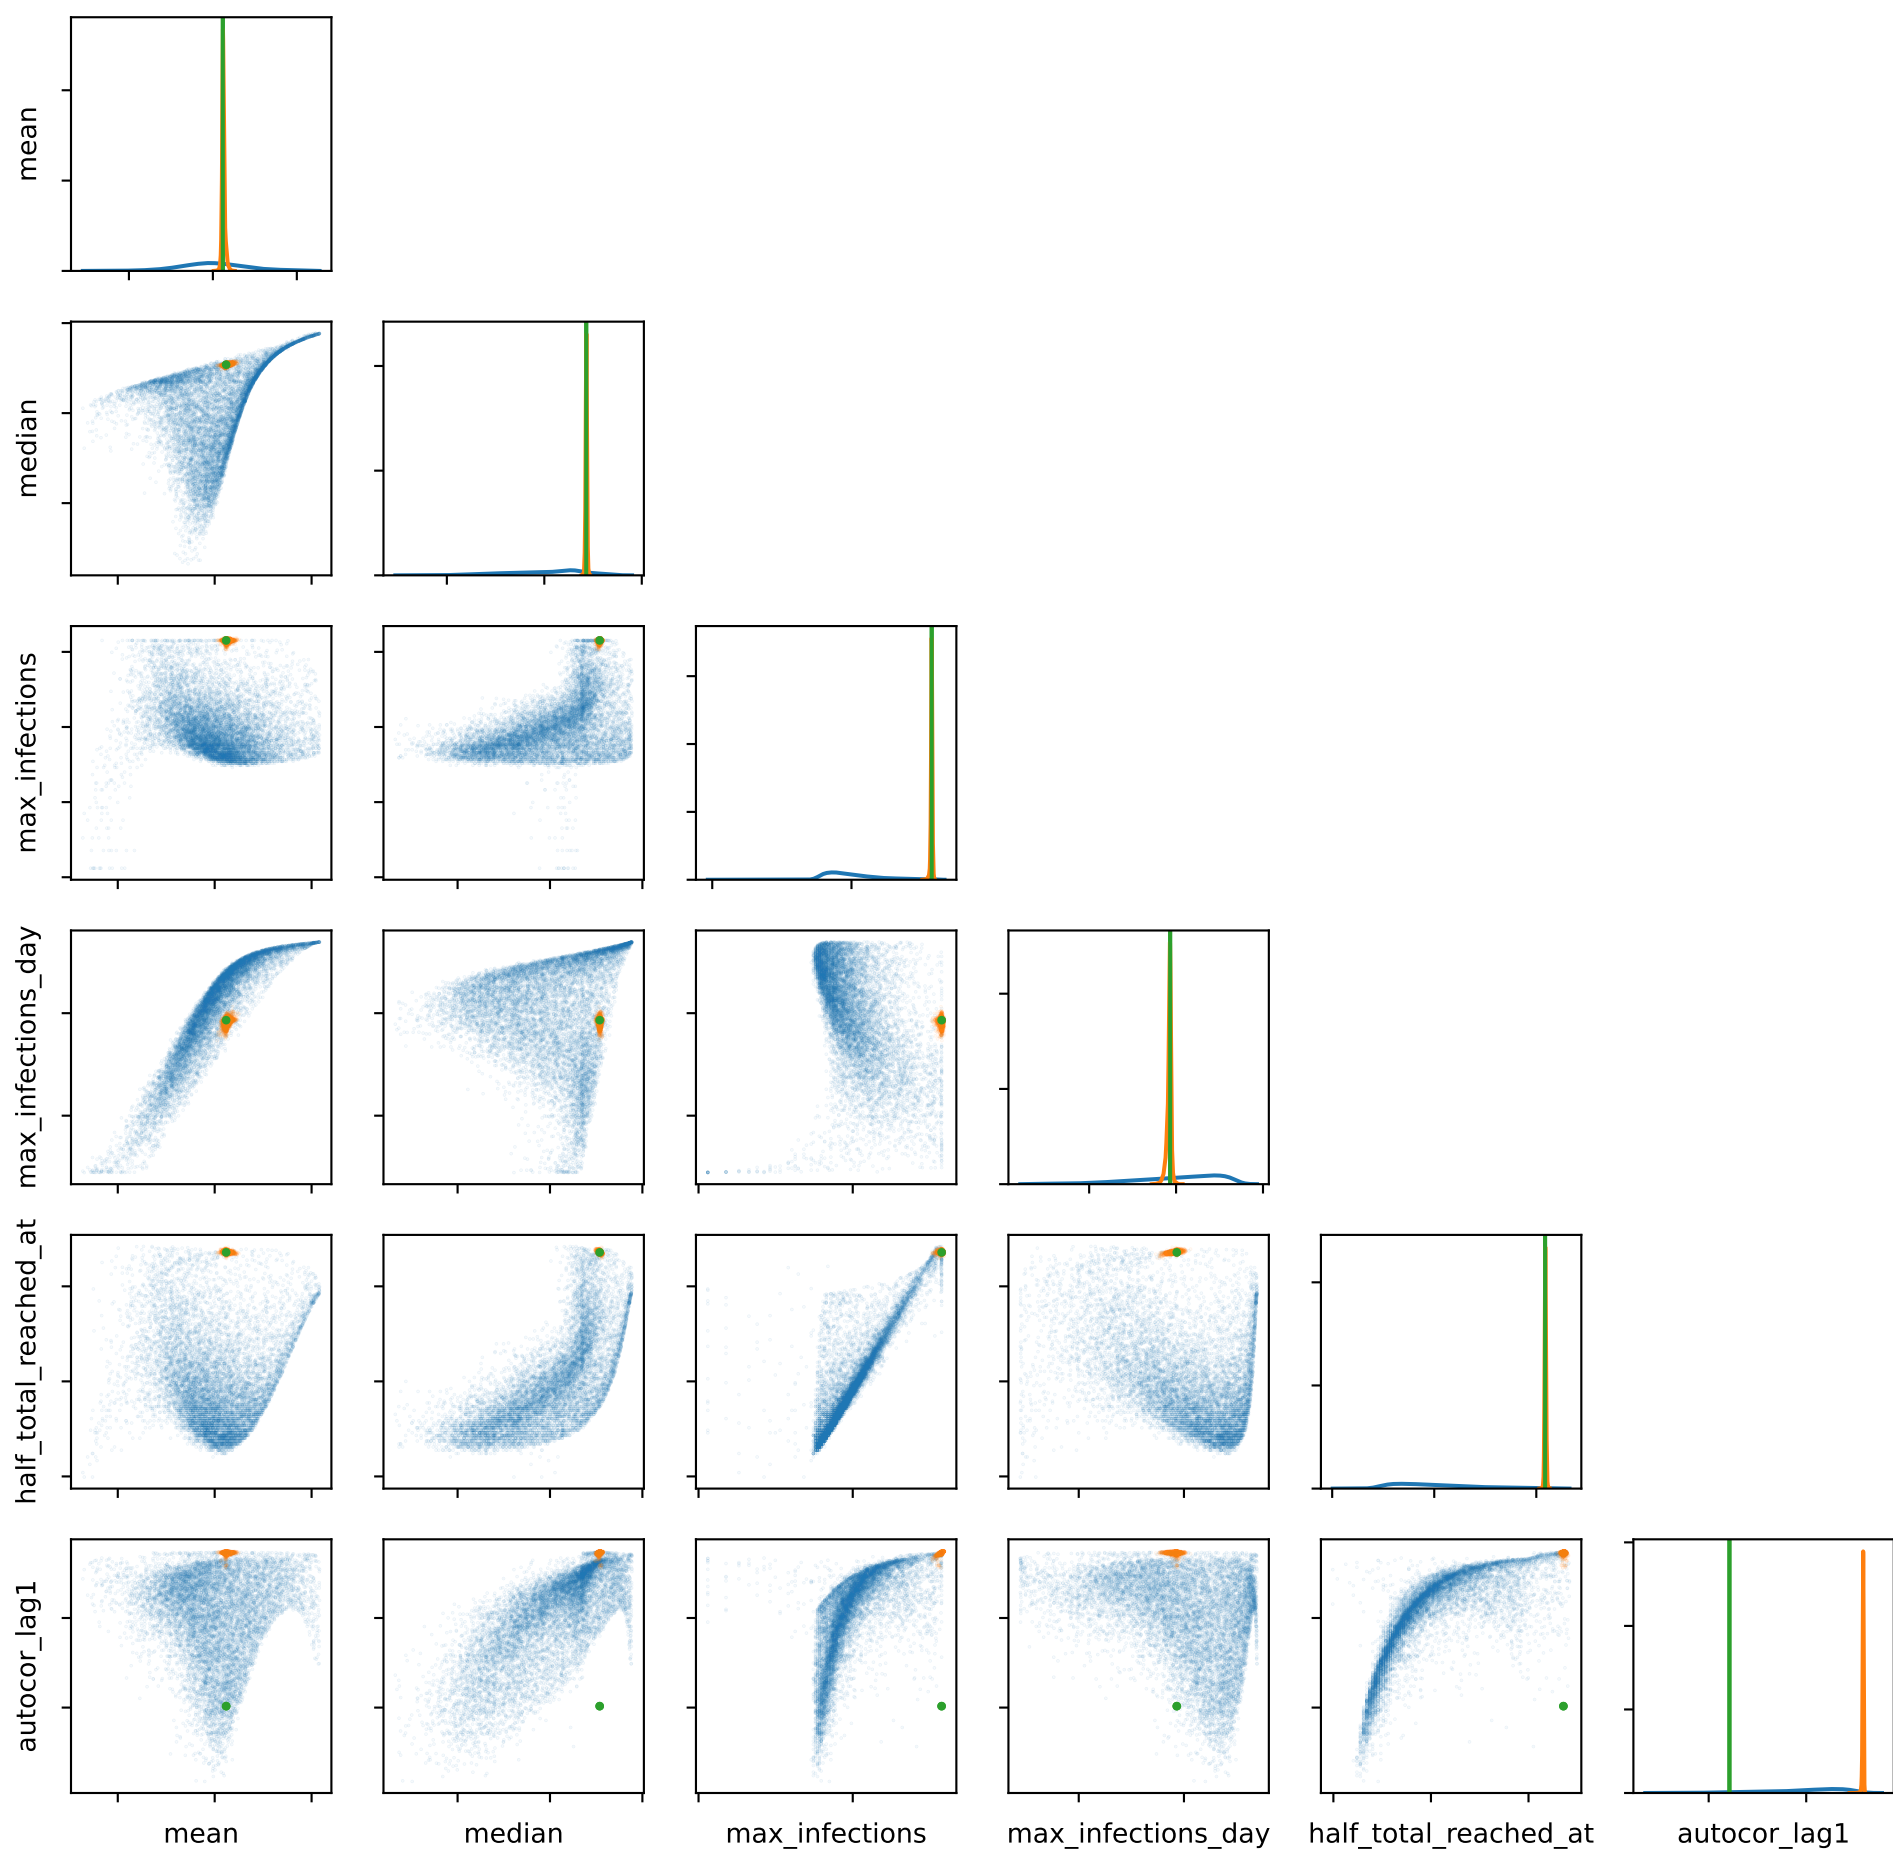 mean
median
max_infections
max_infections_day
half_total_reached_at
autocor_lag1
mean
median
max_infections
max_infections_day
half_total_reached_at
autocor_lag1